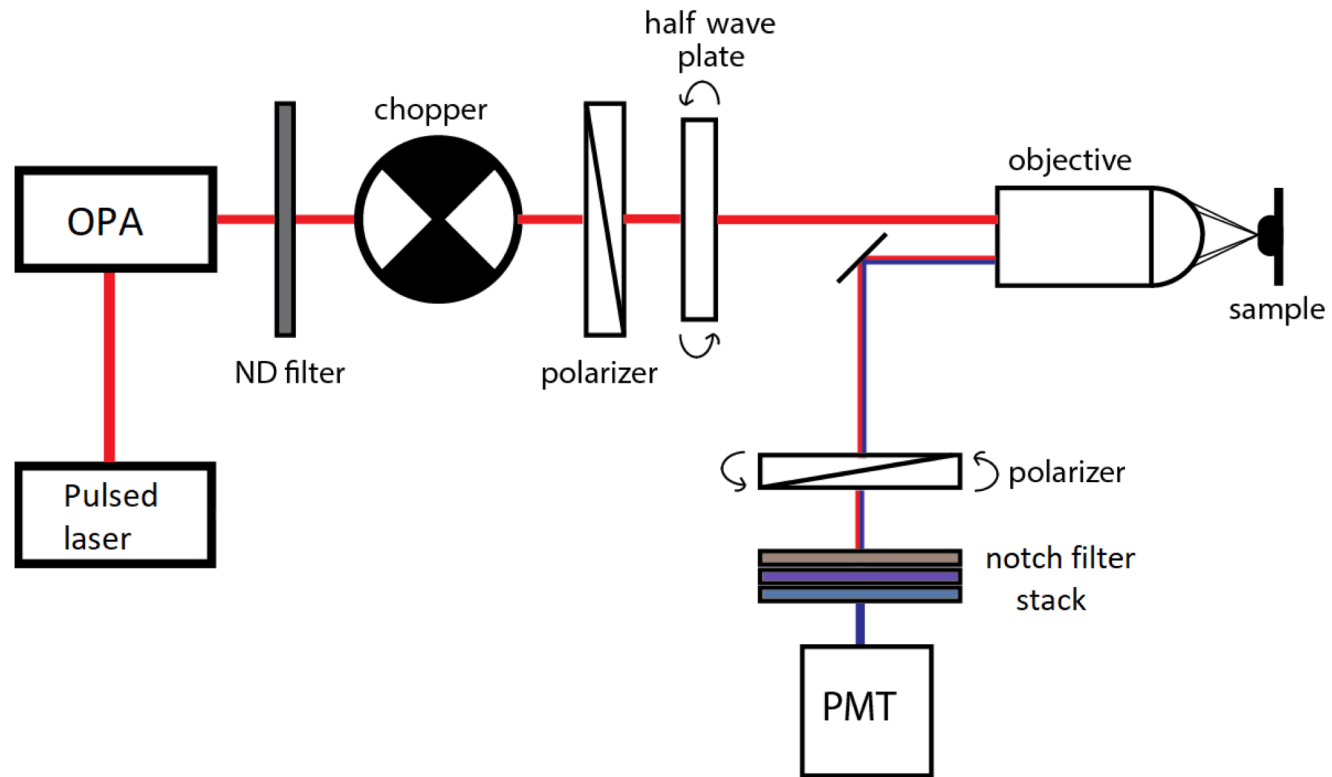 half wave
plate
chopper
objective
OPA
sample
ND filter
polarizer
polarizer
Pulsed
laser
notch filter
stack
PMT